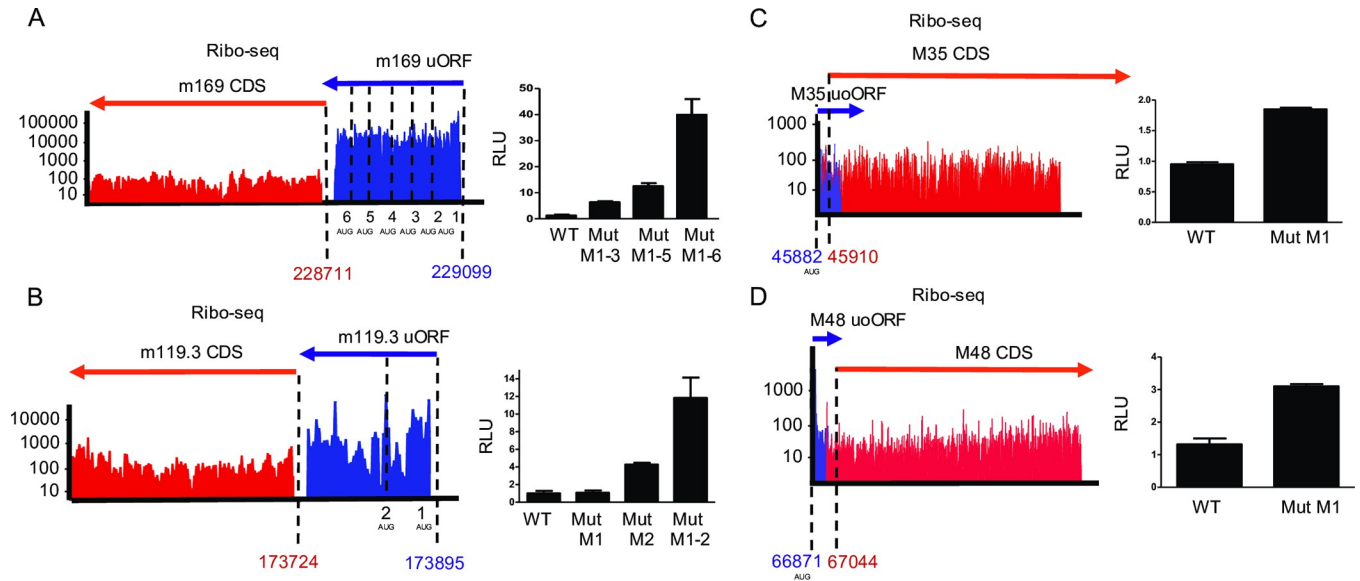 A
Ribo-seq
m169 uORF
m169 CDS
100000
10000
1000
100
10
6 5 4 3 2 1
AUG AUG AUG AUG AUG AUG
228711 229099
RLU
50
40
30
20
10
0
WT Mut M1-3 Mut M1-5 Mut M1-6
B
Ribo-seq
m119.3 uORF
m119.3 CDS
10000
1000
100
10
2 1
AUG AUG
173724 173895
RLU
14
12
10
8
6
4
2
0
WT Mut M1 Mut M2 Mut M1-2
C
Ribo-seq
M35 CDS
M35 uoORF
1000
100
10
45882 45910
AUG
RLU
2.0
1.5
1.0
0.5
0.0
WT Mut M1
D
Ribo-seq
M48 uoORF
M48 CDS
1000
100
10
66871 67044
AUG
RLU
4
3
2
1
0
WT Mut M1